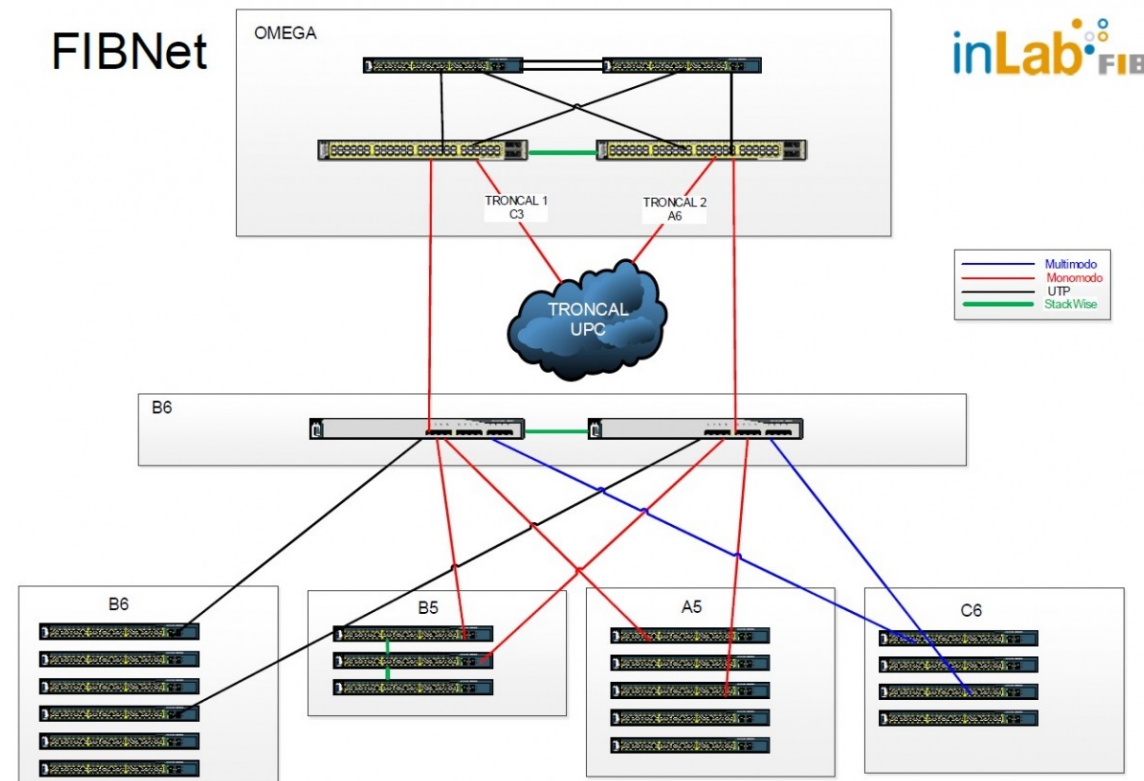 FIBNet
OMEGA
inLab FIB
TRONCAL 1
C3
TRONCAL 2
A6
TRONCAL
UPC
Multimodo
Monomodo
UTP
StackWise
B6
B6
B5
A5
C6